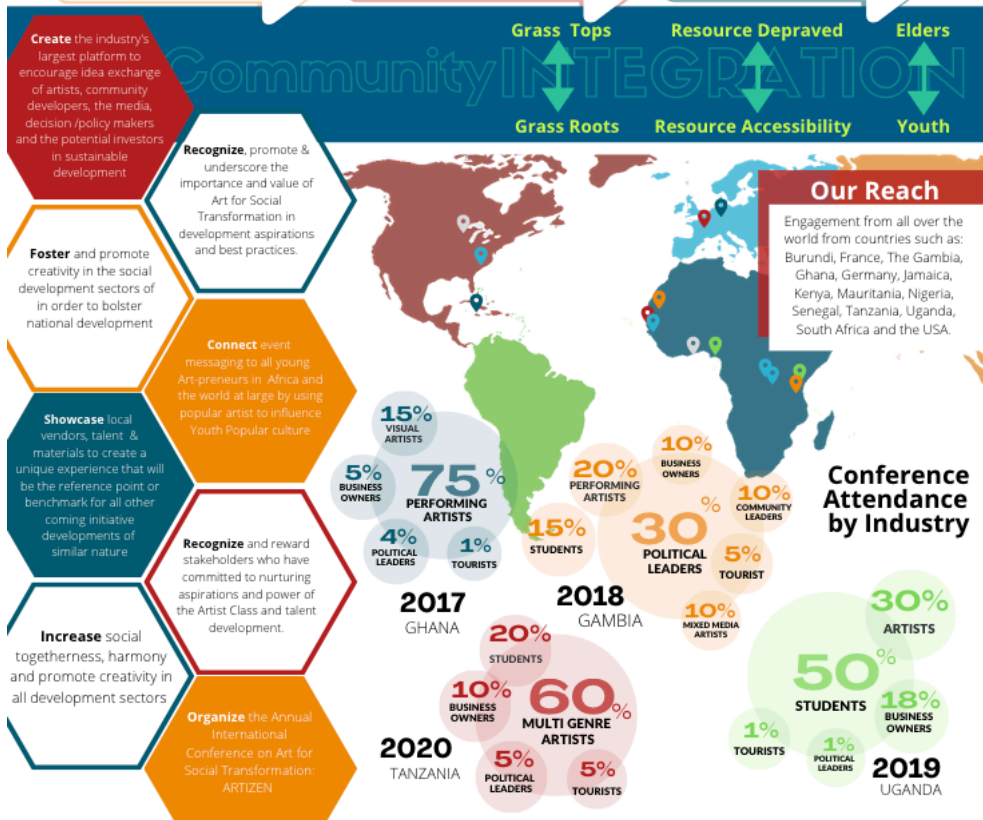 Community INTEGRATION
Grass Tops
Grass Roots
Resource Depraved
Resource Accessibility
Elders
Youth
Create the industry's
largest platform to
encourage idea exchange
of artists, community
developers, the media,
decision /policy makers
and the potential investors
in sustainable
development
Recognize, promote &
underscore the
importance and value of
Art for Social
Transformation in
development aspirations
and best practices.
Foster and promote
creativity in the social
development sectors of
in order to bolster
national development
Connect event
messaging to all young
Art-preneurs in Africa and
the world at large by using
popular artist to influence
Youth Popular culture
Showcase local
vendors, talent &
materials to create a
unique experience that will
be the reference point or
benchmark for all other
coming initiative
developments of
similar nature
Recognize and reward
stakeholders who have
committed to nurturing
aspirations and power of
the Artist Class and talent
development.
Increase social
togetherness, harmony
and promote creativity in
all development sectors
Organize the Annual
International
Conference on Art for
Social Transformation:
ARTIZEN
Our Reach
Engagement from all over the
world from countries such as:
Burundi, France, The Gambia,
Ghana, Germany, Jamaica,
Kenya, Mauritania, Nigeria,
Senegal, Tanzania, Uganda,
South Africa and the USA.
Conference
Attendance
by Industry
15%
VISUAL
ARTISTS
5%
BUSINESS
OWNERS
75%
PERFORMING
ARTISTS
4%
POLITICAL
LEADERS
1%
TOURISTS
2017
GHANA
10%
BUSINESS
OWNERS
20%
PERFORMING
ARTISTS
10%
COMMUNITY
LEADERS
30%
POLITICAL
LEADERS
15%
STUDENTS
5%
TOURIST
10%
MIXED MEDIA
ARTISTS
2018
GAMBIA
20%
STUDENTS
10%
BUSINESS
OWNERS
60%
MULTI GENRE
ARTISTS
5%
POLITICAL
LEADERS
5%
TOURISTS
2020
TANZANIA
30%
ARTISTS
50%
STUDENTS
18%
BUSINESS
OWNERS
1%
TOURISTS
1%
POLITICAL
LEADERS
2019
UGANDA